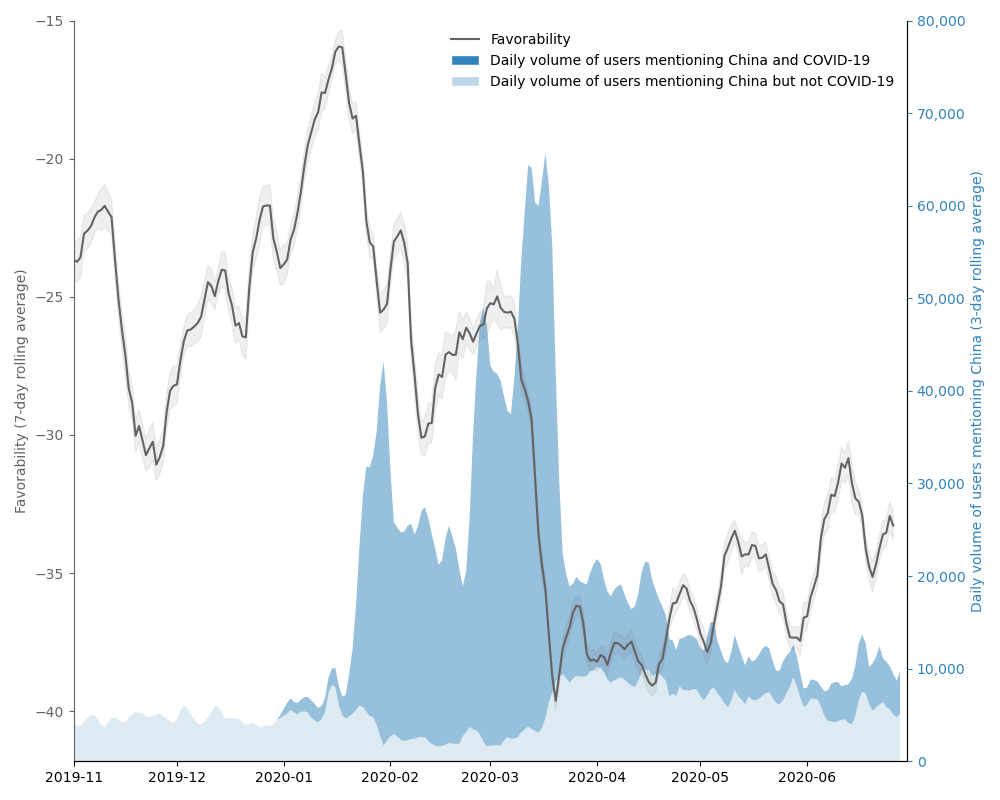 Favorability
Daily volume of users mentioning China and COVID-19
Daily volume of users mentioning China but not COVID-19
Favorability (7-day rolling average)
−15
−20
−25
−30
−35
−40
80,000
70,000
60,000
50,000
40,000
30,000
20,000
10,000
0
Daily volume of users mentioning China (3-day rolling average)
2019-11 2019-12 2020-01 2020-02 2020-03 2020-04 2020-05 2020-06